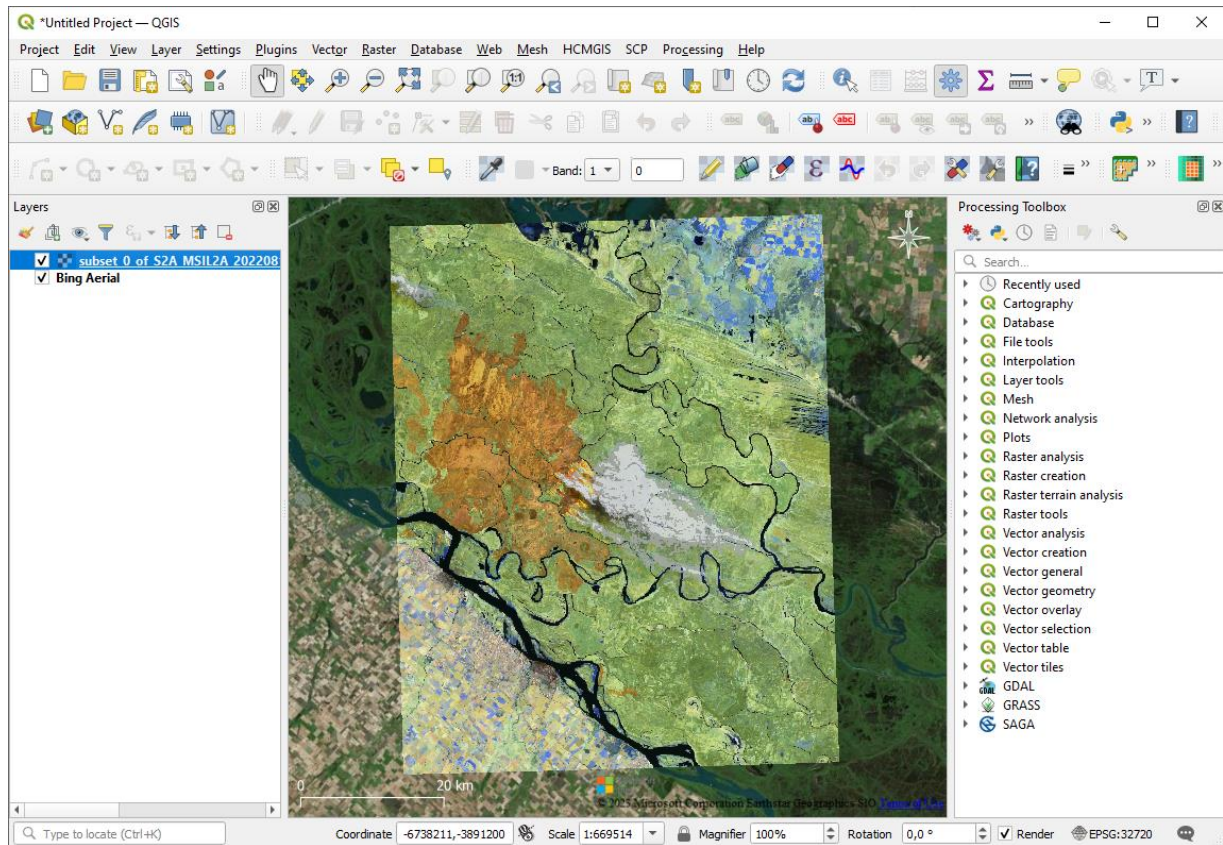 *Untitled Project — QGIS
Project Edit View Layer Settings Plugins Vector Raster Database Web Mesh HCMGIS SCP Processing Help
Band: 1 0
Layers
subset_0_of_S2A_MSIL2A_202208
Bing Aerial
Processing Toolbox
Search...
Recently used
Cartography
Database
File tools
Interpolation
Layer tools
Mesh
Network analysis
Plots
Raster analysis
Raster creation
Raster terrain analysis
Raster tools
Vector analysis
Vector creation
Vector general
Vector geometry
Vector overlay
Vector selection
Vector table
Vector tiles
GDAL
GRASS
SAGA
0 20 km
© 2025 Microsoft Corporation Earthstar Geographics SIO Terms of Use
Type to locate (Ctrl+K) Coordinate -6738211,-3891200 Scale 1:669514 Magnifier 100% Rotation 0,0 ° Render EPSG:32720